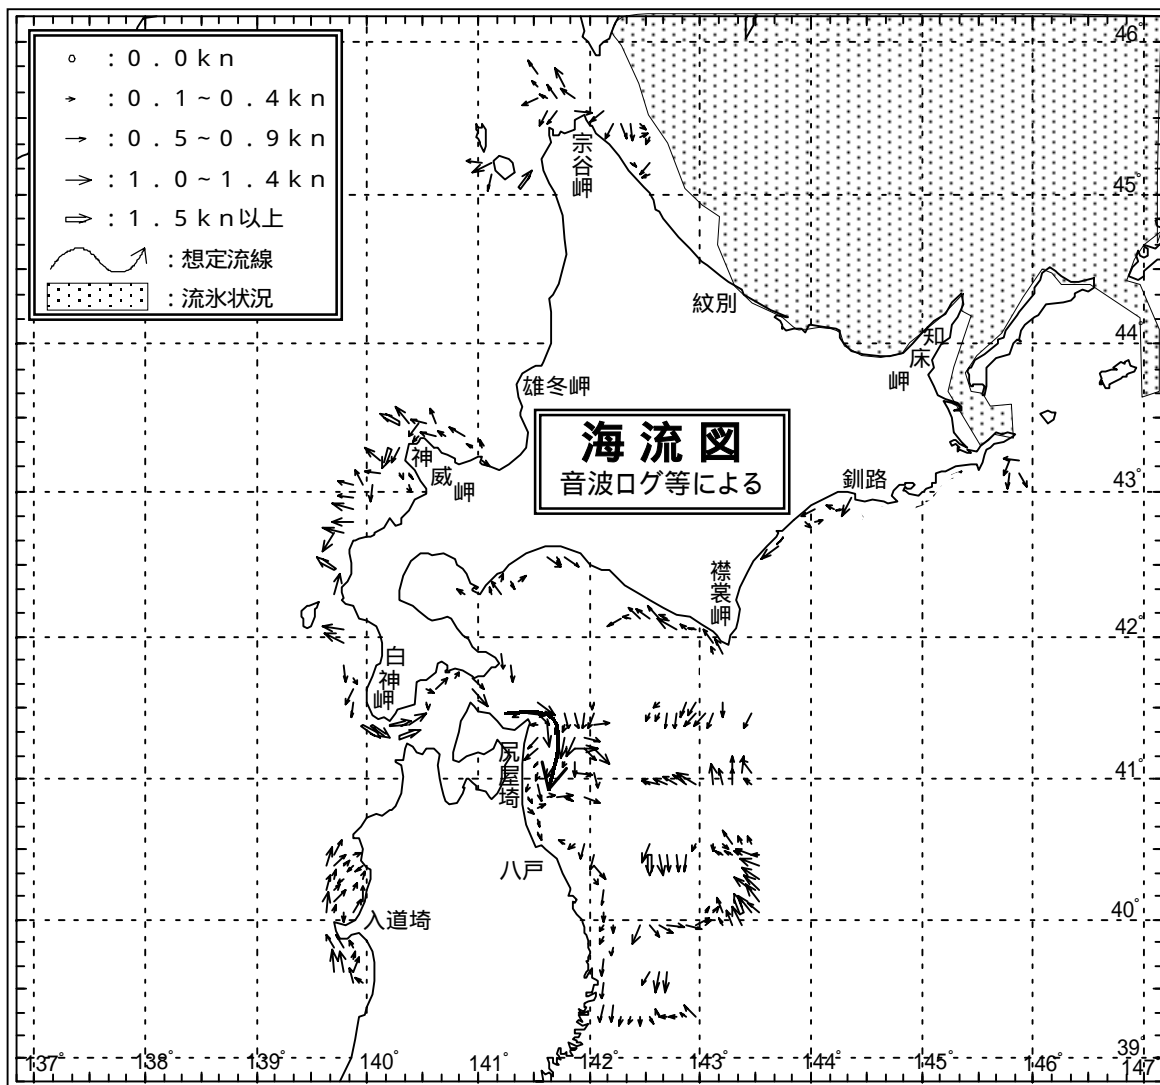 ：０．０ｋｎ
：０．１～０．４ｋｎ
：０．５～０．９ｋｎ
：１．０～１．４ｋｎ
：１．５ｋｎ以上
：想定流線
：流氷状況
46°
宗谷岬
45°
紋別
44°
知床岬
雄冬岬
海流図
音波ログ等による
神威岬
釧路
43°
襟裳岬
42°
白神岬
尻屋埼
41°
八戸
入道埼
40°
39°
137°
138°
139°
140°
141°
142°
143°
144°
145°
146°
147°